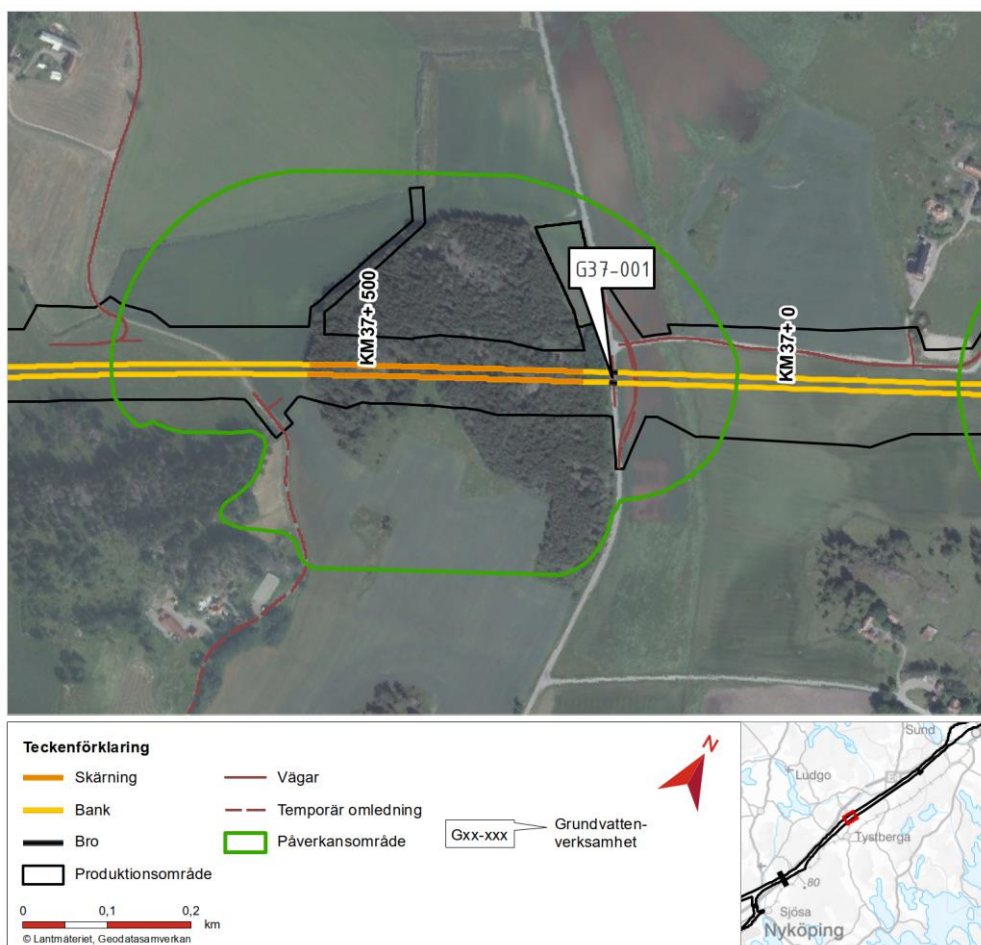 G37-001
KM37+ 500
KM37+ 0
Teckenförklaring
Skärning
Bank
Bro
Produktionsområde
Vägar
Temporär omledning
Påverkansområde
Gxx-xxx
Grundvatten-
verksamhet
N
0 0,1 0,2
km
© Lantmäteriet, Geodatasamverkan
Sund
Ludgo
E4
Tystberga
80
Sjösa
Nyköping